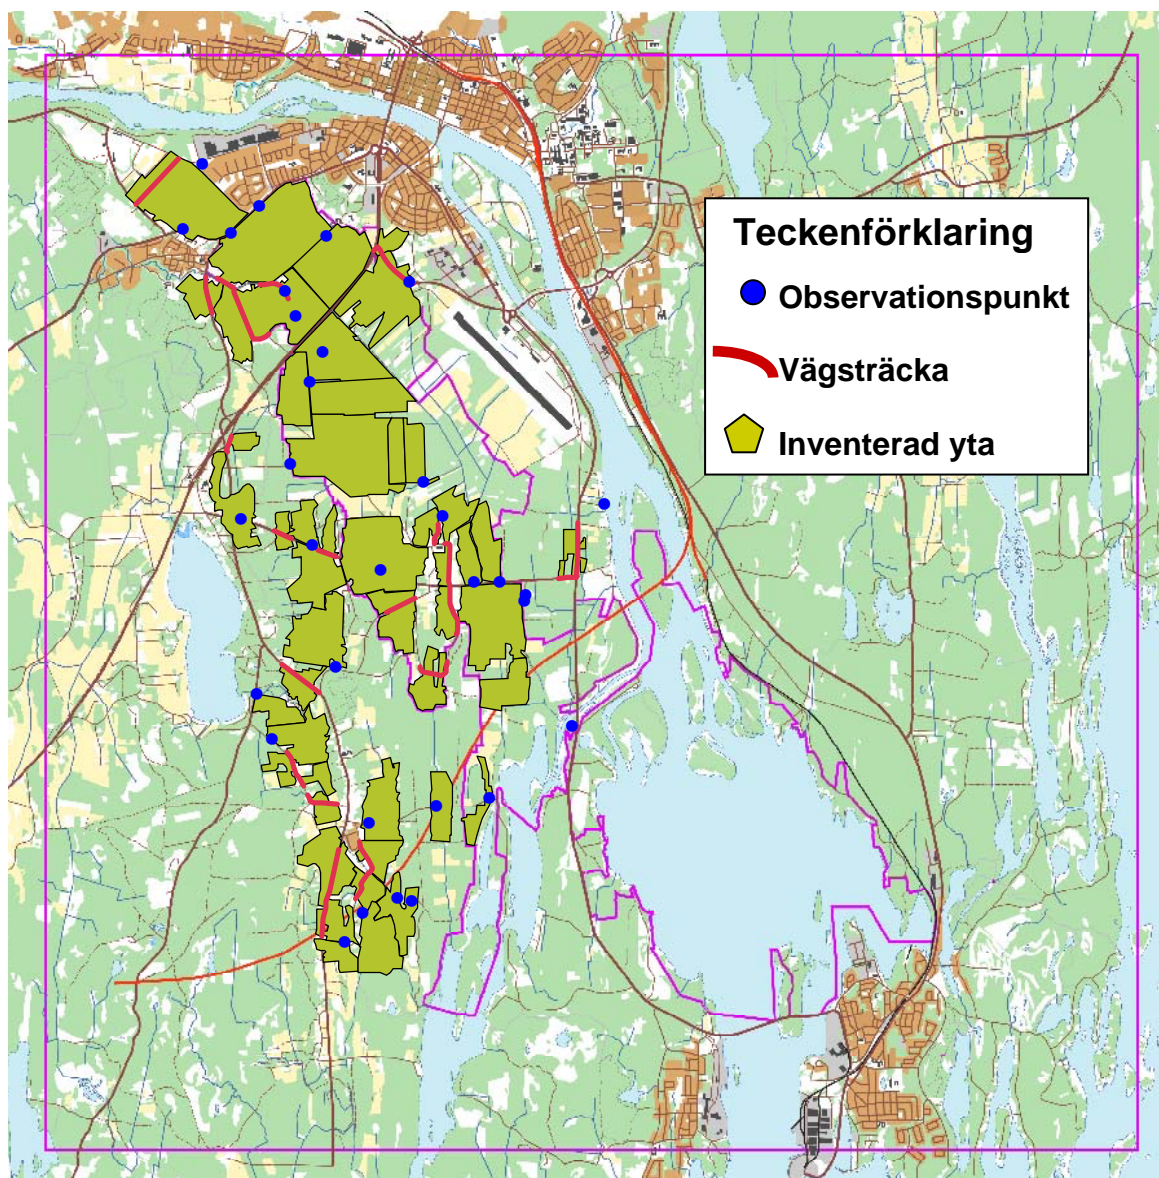 Teckenförklaring
Observationspunkt
Vägsträcka
Inventerad yta